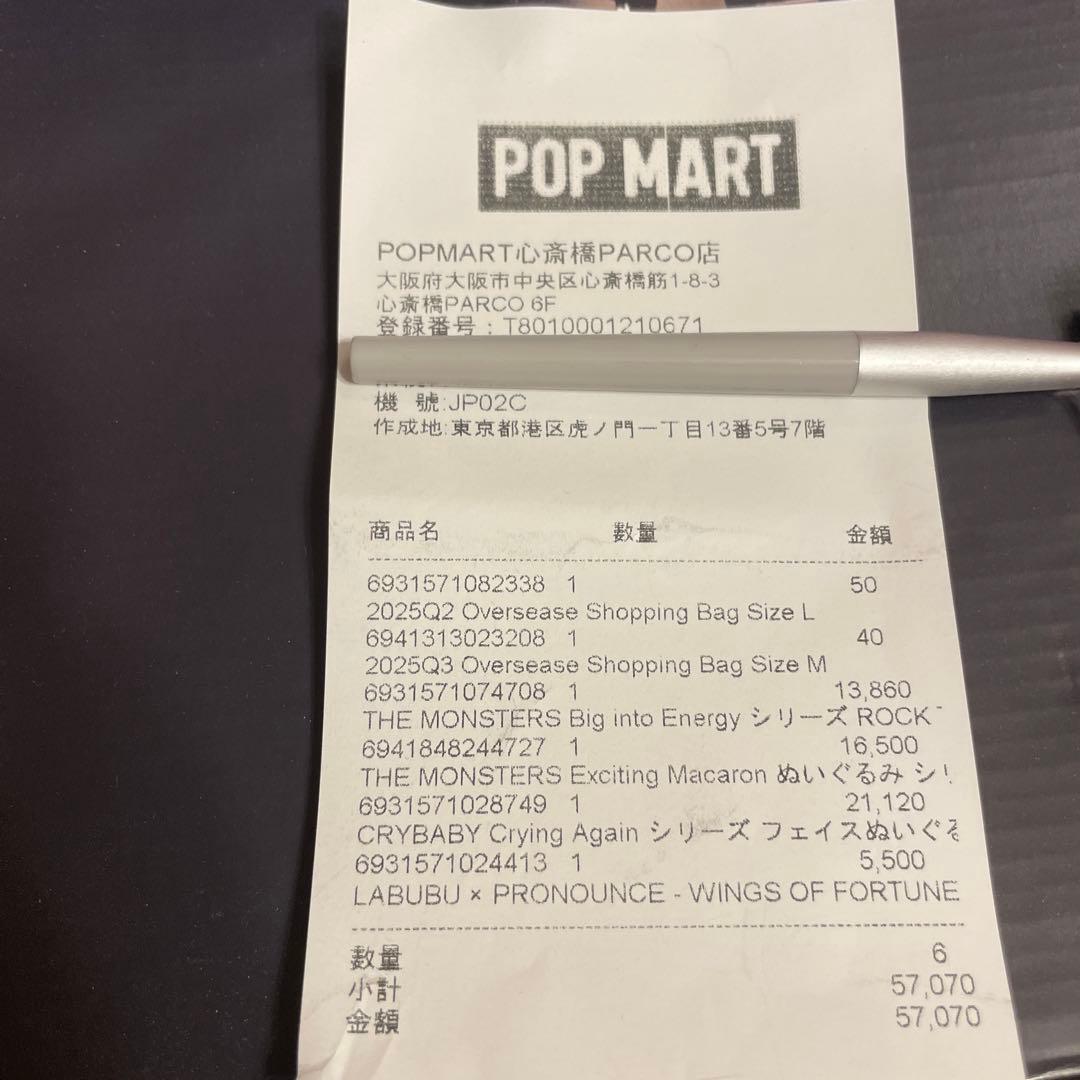 POP MART
POPMART心斎橋PARCO店
大阪府大阪市中央区心斎橋筋1-8-3
心斎橋PARCO 6F
登録番号：T8010001210671
機 號:JP02C
作成地:東京都港区虎ノ門一丁目13番5号7階
商品名 数量 金額
6931571082338 1 50
2025Q2 Oversease Shopping Bag Size L
6941313023208 1 40
2025Q3 Oversease Shopping Bag Size M
6931571074708 1 13,860
THE MONSTERS Big into Energy シリーズ ROCK
6941848244727 1 16,500
THE MONSTERS Exciting Macaron ぬいぐるみ シリ
6931571028749 1 21,120
CRYBABY Crying Again シリーズ フェイスぬいぐる
6931571024413 1 5,500
LABUBU × PRONOUNCE - WINGS OF FORTUNE
数量 6
小計 57,070
金額 57,070